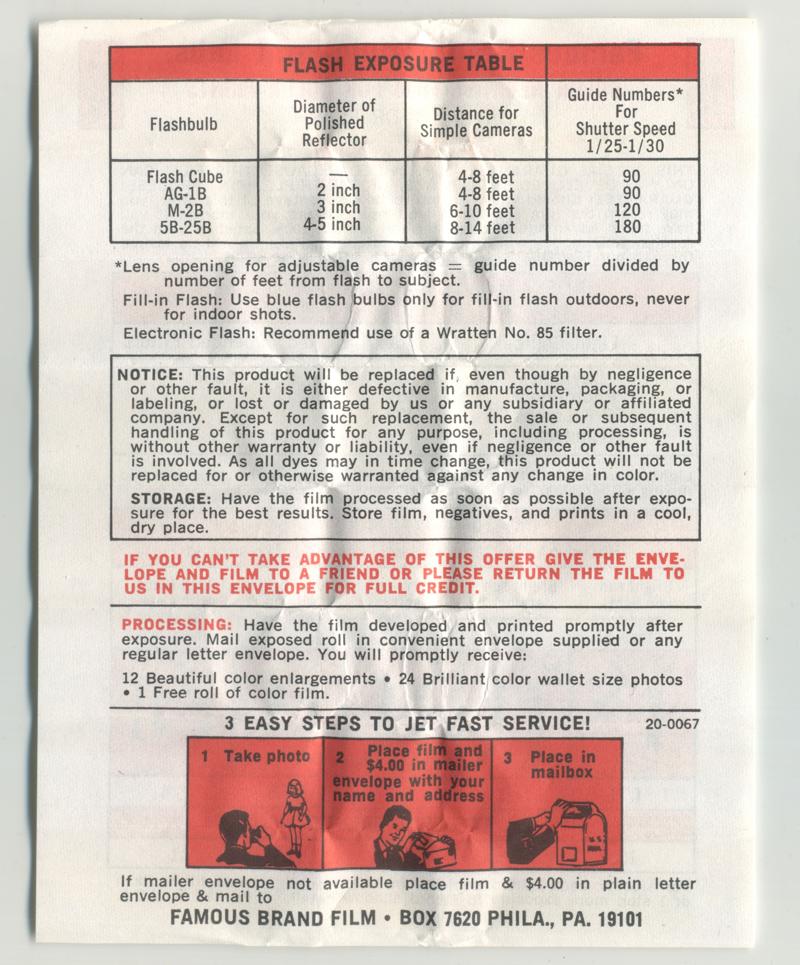 FLASH EXPOSURE TABLE
Flashbulb
Diameter of
Polished
Reflector
Distance for
Simple Cameras
Guide Numbers*
For
Shutter Speed
1/25-1/30
Flash Cube — 4-8 feet 90
AG-1B 2 inch 4-8 feet 90
M-2B 3 inch 6-10 feet 120
5B-25B 4-5 inch 8-14 feet 180
*Lens opening for adjustable cameras = guide number divided by
number of feet from flash to subject.
Fill-in Flash: Use blue flash bulbs only for fill-in flash outdoors, never
for indoor shots.
Electronic Flash: Recommend use of a Wratten No. 85 filter.
NOTICE: This product will be replaced if, even though by negligence
or other fault, it is either defective in manufacture, packaging, or
labeling, or lost or damaged by us or any subsidiary or affiliated
company. Except for such replacement, the sale or subsequent
handling of this product for any purpose, including processing, is
without other warranty or liability, even if negligence or other fault
is involved. As all dyes may in time change, this product will not be
replaced for or otherwise warranted against any change in color.
STORAGE: Have the film processed as soon as possible after expo-
sure for the best results. Store film, negatives, and prints in a cool,
dry place.
IF YOU CAN'T TAKE ADVANTAGE OF THIS OFFER GIVE THE ENVE-
LOPE AND FILM TO A FRIEND OR PLEASE RETURN THE FILM TO
US IN THIS ENVELOPE FOR FULL CREDIT.
PROCESSING: Have the film developed and printed promptly after
exposure. Mail exposed roll in convenient envelope supplied or any
regular letter envelope. You will promptly receive:
12 Beautiful color enlargements • 24 Brilliant color wallet size photos
• 1 Free roll of color film.
3 EASY STEPS TO JET FAST SERVICE! 20-0067
1 Take photo
2 Place film and
$4.00 in mailer
envelope with your
name and address
3 Place in
mailbox
U.S.
If mailer envelope not available place film & $4.00 in plain letter
envelope & mail to
FAMOUS BRAND FILM • BOX 7620 PHILA., PA. 19101